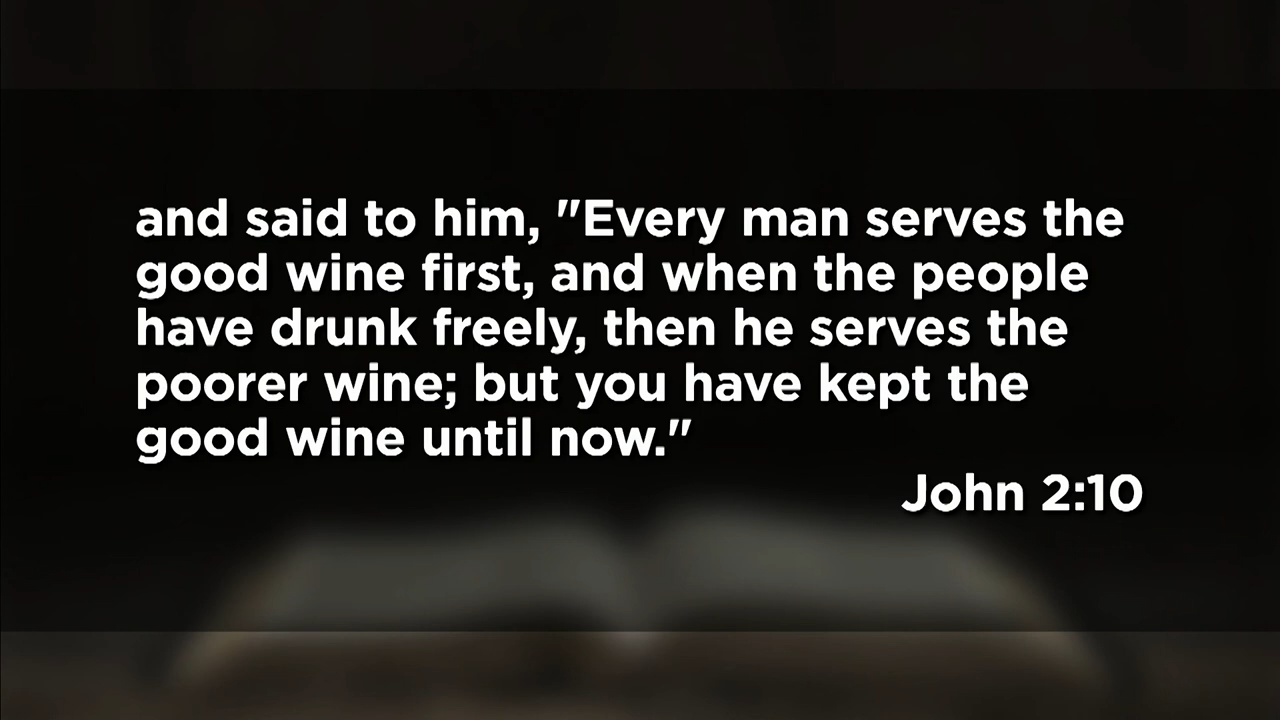 and said to him, "Every man serves the
good wine first, and when the people
have drunk freely, then he serves the
poorer wine; but you have kept the
good wine until now."
John 2:10